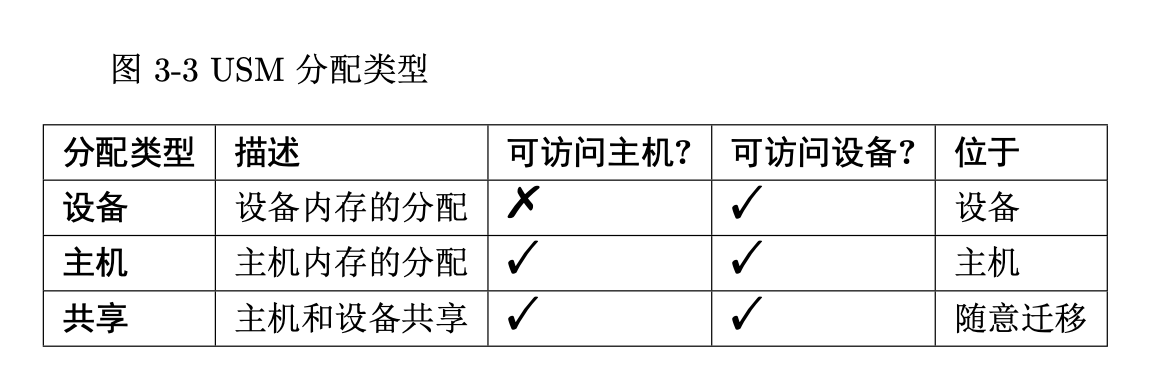 图 3-3 USM 分配类型
分配类型 描述 可访问主机? 可访问设备? 位于
设备 设备内存的分配 ✗ ✓ 设备
主机 主机内存的分配 ✓ ✓ 主机
共享 主机和设备共享 ✓ ✓ 随意迁移